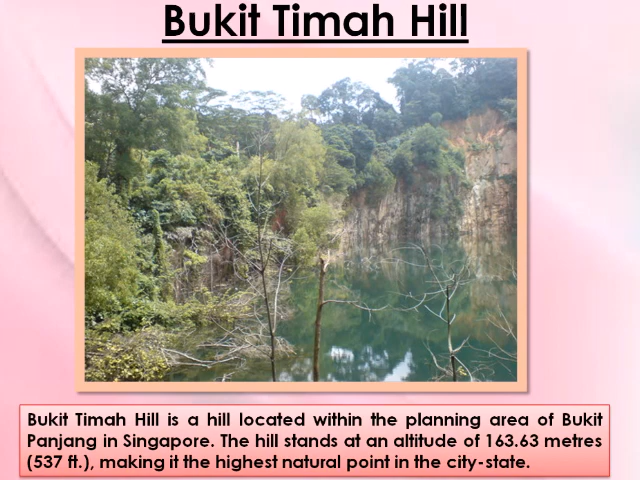 Bukit Timah Hill
Bukit Timah Hill is a hill located within the planning area of Bukit
Panjang in Singapore. The hill stands at an altitude of 163.63 metres
(537 ft.), making it the highest natural point in the city-state.